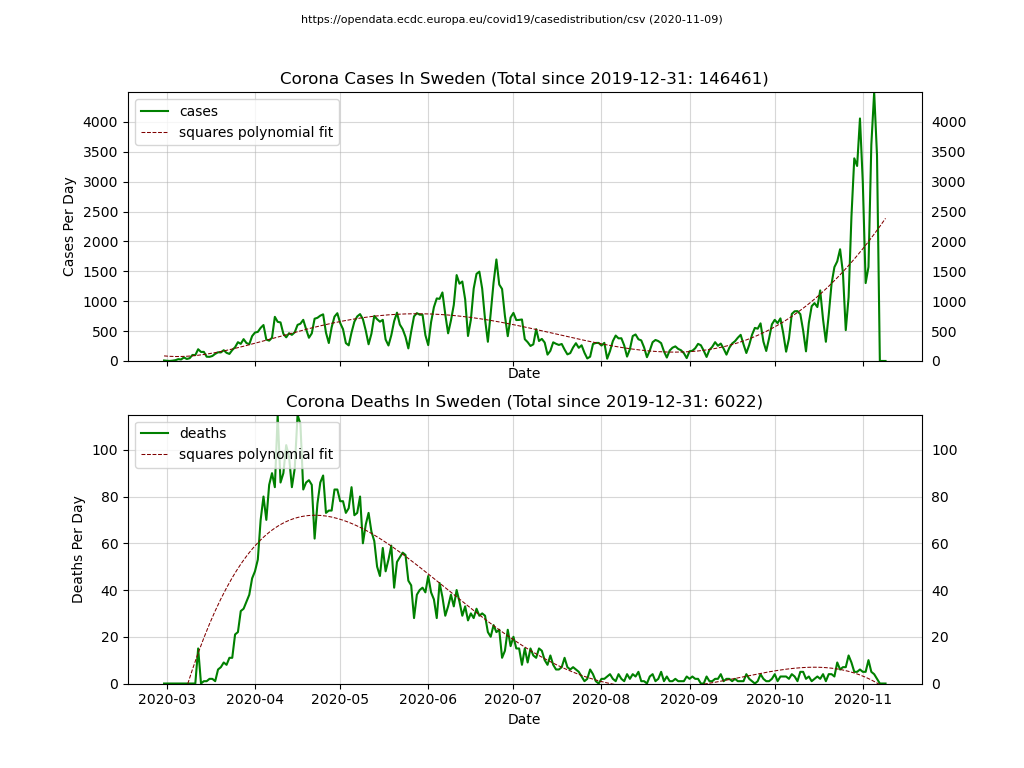 https://opendata.ecdc.europa.eu/covid19/casedistribution/csv (2020-11-09)
Corona Cases In Sweden (Total since 2019-12-31: 146461)
cases
squares polynomial fit
Cases Per Day
4000
3500
3000
2500
2000
1500
1000
500
0
4000
3500
3000
2500
2000
1500
1000
500
0
Date
Corona Deaths In Sweden (Total since 2019-12-31: 6022)
deaths
squares polynomial fit
Deaths Per Day
100
80
60
40
20
0
100
80
60
40
20
0
2020-03 2020-04 2020-05 2020-06 2020-07 2020-08 2020-09 2020-10 2020-11
Date